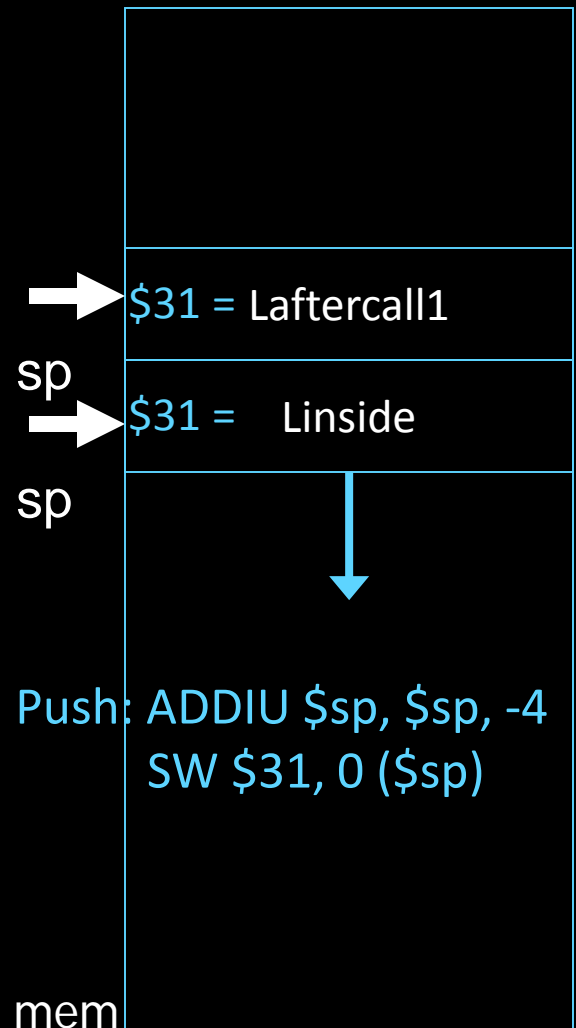 $31 = Laftercall1
sp
$31 = Linside
sp
Push: ADDIU $sp, $sp, -4
SW $31, 0 ($sp)
mem